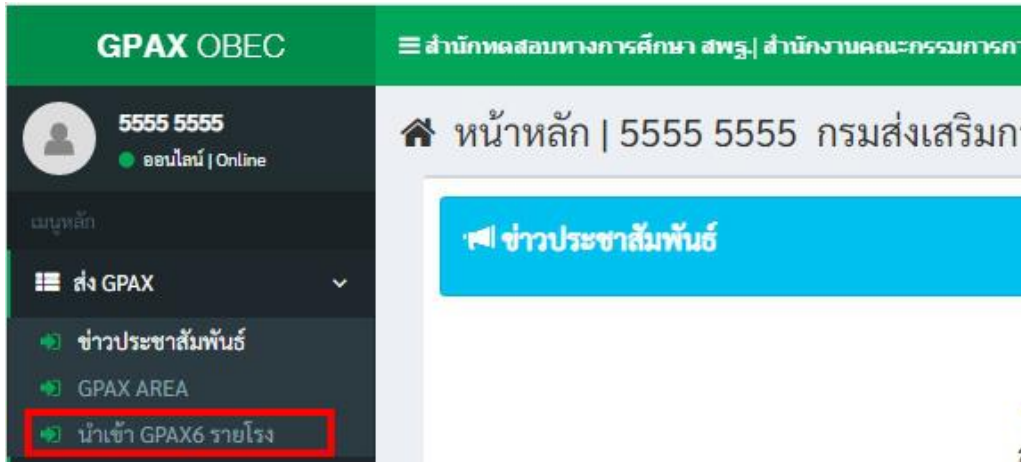 GPAX OBEC
สำนักทดสอบทางการศึกษา สพฐ.| สำนักงานคณะกรรมการกา
5555 5555
ออนไลน์ | Online
หน้าหลัก | 5555 5555 กรมส่งเสริมก
เมนูหลัก
ข่าวประชาสัมพันธ์
ส่ง GPAX
ข่าวประชาสัมพันธ์
GPAX AREA
นำเข้า GPAX6 รายโรง